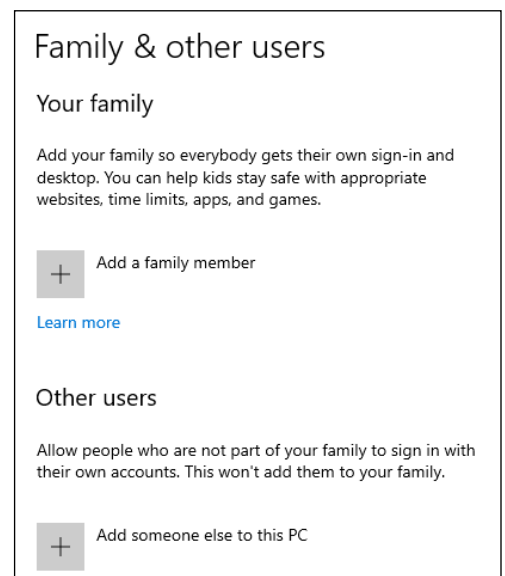 Family & other users
Your family
Add your family so everybody gets their own sign-in and
desktop. You can help kids stay safe with appropriate
websites, time limits, apps, and games.
Add a family member
Learn more
Other users
Allow people who are not part of your family to sign in with
their own accounts. This won't add them to your family.
Add someone else to this PC